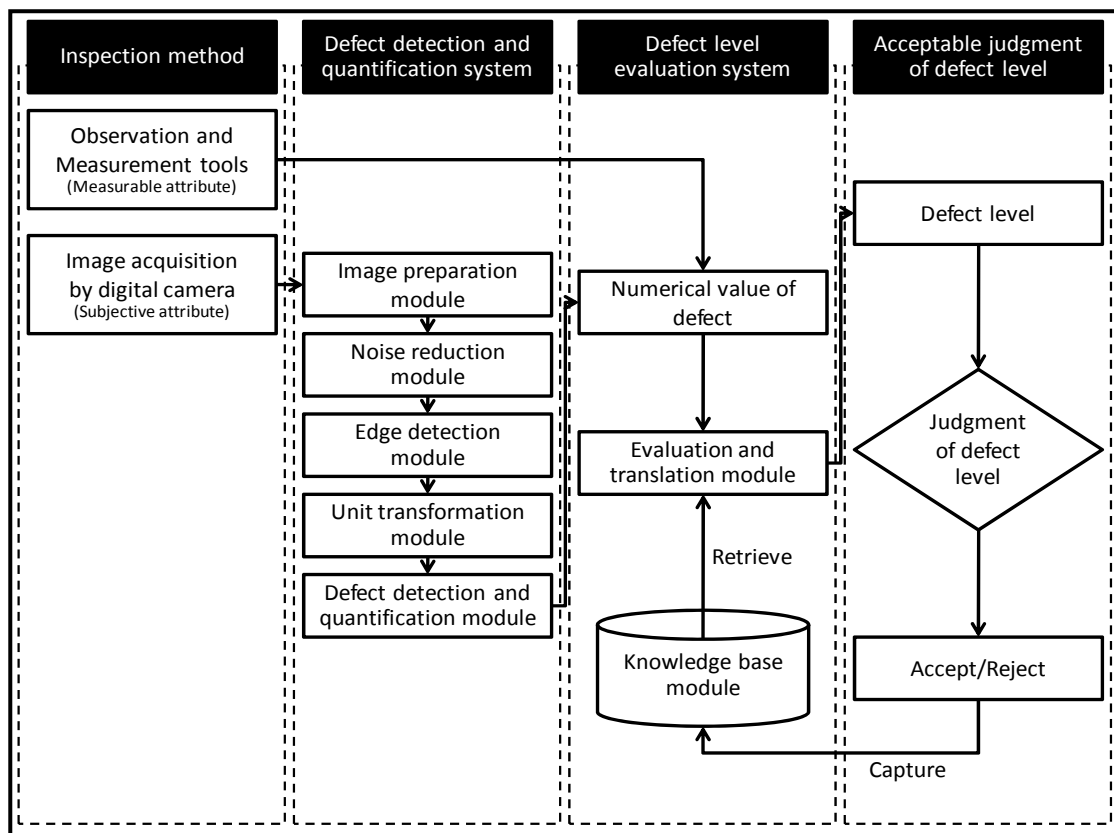 Inspection method
Defect detection and
quantification system
Defect level
evaluation system
Acceptable judgment
of defect level
Observation and
Measurement tools
(Measurable attribute)
Image acquisition
by digital camera
(Subjective attribute)
Image preparation
module
Noise reduction
module
Edge detection
module
Unit transformation
module
Defect detection and
quantification module
Numerical value of
defect
Evaluation and
translation module
Retrieve
Knowledge base
module
Defect level
Judgment
of defect
level
Accept/Reject
Capture